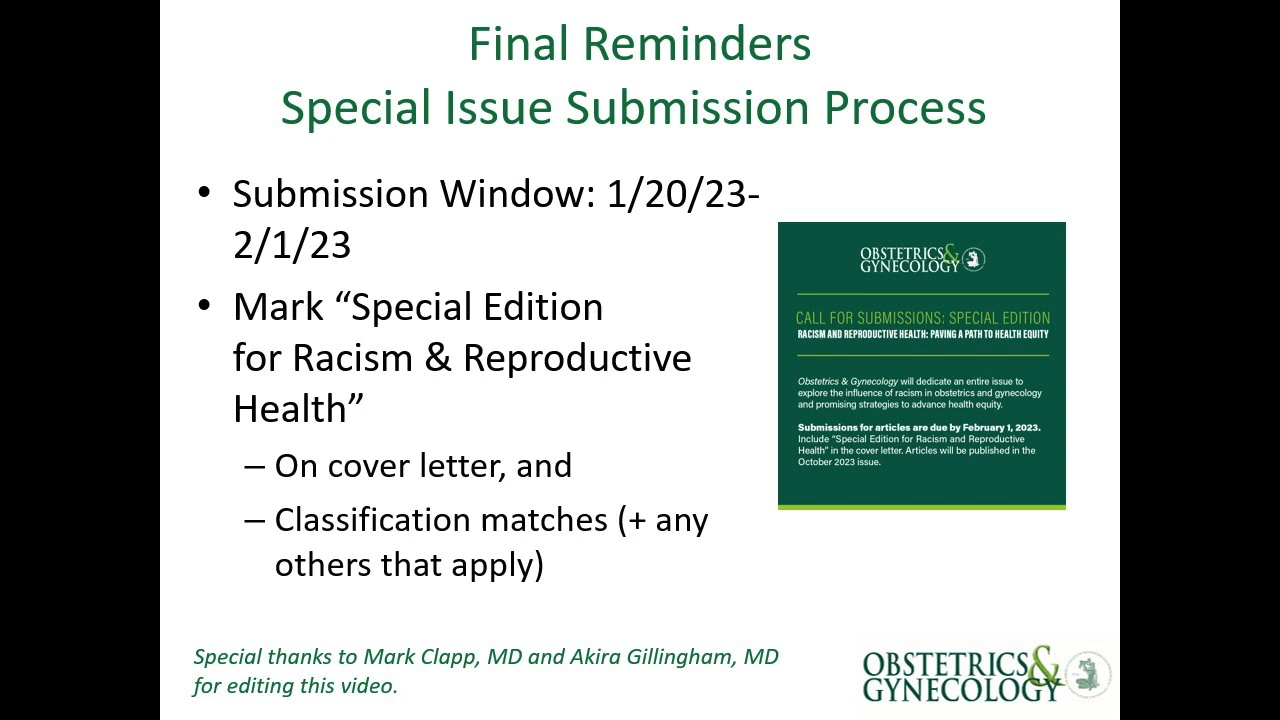 Final Reminders
Special Issue Submission Process
• Submission Window: 1/20/23-
2/1/23
• Mark “Special Edition
for Racism & Reproductive
Health”
– On cover letter, and
– Classification matches (+ any
others that apply)
OBSTETRICS&
GYNECOLOGY
CALL FOR SUBMISSIONS: SPECIAL EDITION
RACISM AND REPRODUCTIVE HEALTH: PAVING A PATH TO HEALTH EQUITY
Obstetrics & Gynecology will dedicate an entire issue to
explore the influence of racism in obstetrics and gynecology
and promising strategies to advance health equity.
Submissions for articles are due by February 1, 2023.
Include “Special Edition for Racism and Reproductive
Health” in the cover letter. Articles will be published in the
October 2023 issue.
Special thanks to Mark Clapp, MD and Akira Gillingham, MD
for editing this video.
OBSTETRICS&
GYNECOLOGY